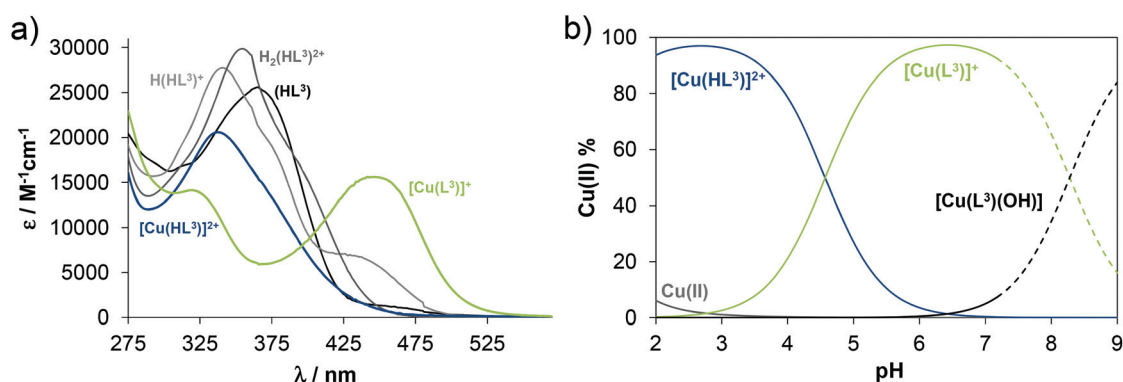 a)
ε / M⁻¹cm⁻¹
30000
25000
20000
15000
10000
5000
0
H(HL³)⁺
H₂(HL³)²⁺
(HL³)
[Cu(L³)]⁺
[Cu(HL³)]²⁺
275 325 375 425 475 525
λ / nm
b)
Cu(II) %
100
80
60
40
20
0
[Cu(HL³)]²⁺
[Cu(L³)]⁺
[Cu(L³)(OH)]
Cu(II)
2 3 4 5 6 7 8 9
pH